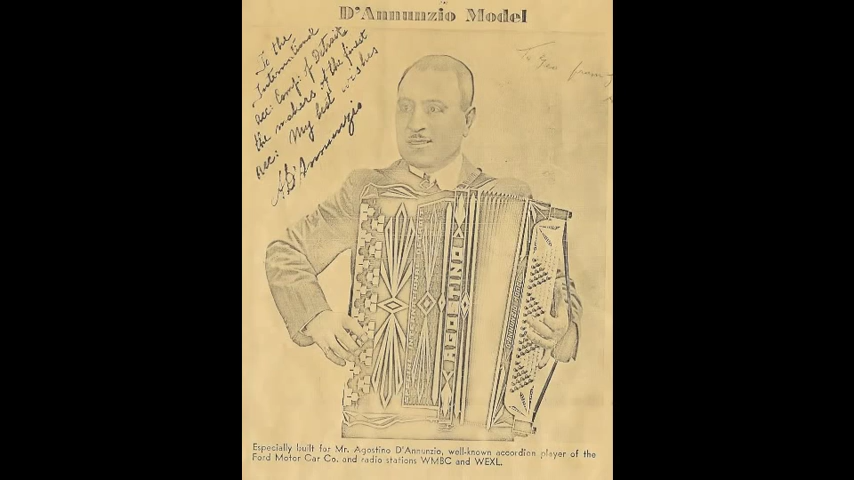 D'Annunzio Model
To the
International
acc: Comp: of Detroit
the makers of the finest
acc: My best wishes
A D'Annunzio
To Geo from
AGOSTINO
Especially built for Mr. Agostino D'Annunzio, well-known accordion player of the
Ford Motor Car Co. and radio stations WMBC and WEXL.